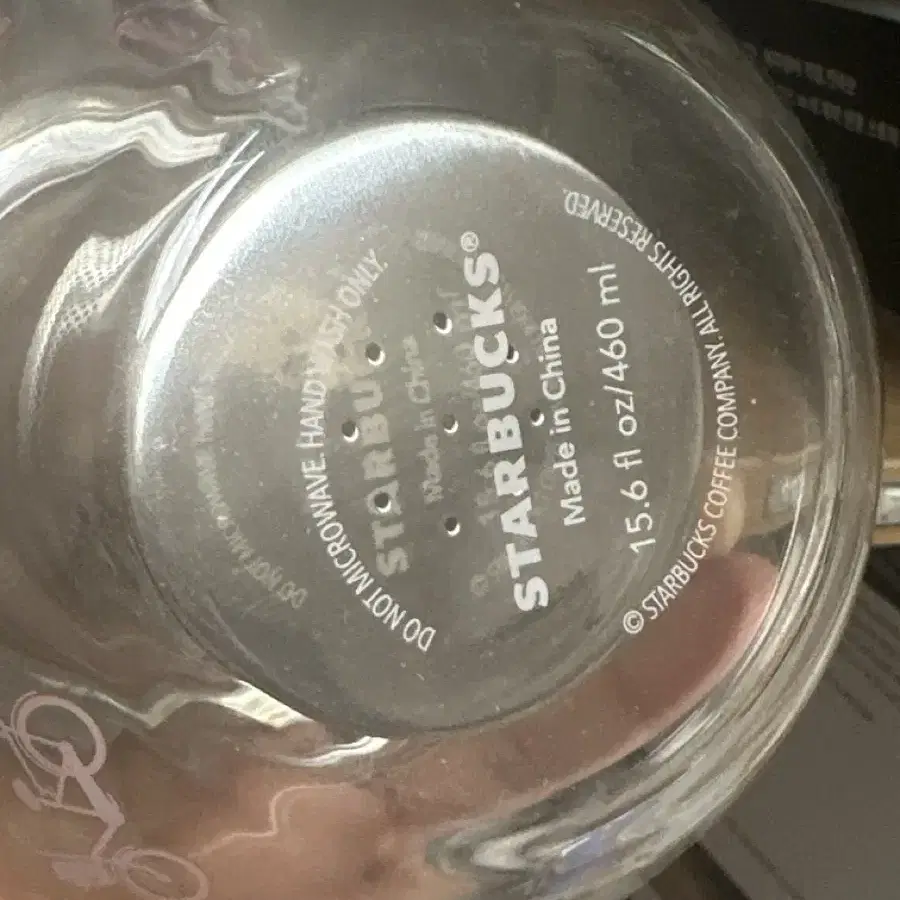 DO NOT MICROWAVE. HAND WASH ONLY.
STARBUCKS®
Made in China
15.6 fl oz/460 ml
© STARBUCKS COFFEE COMPANY. ALL RIGHTS RESERVED.